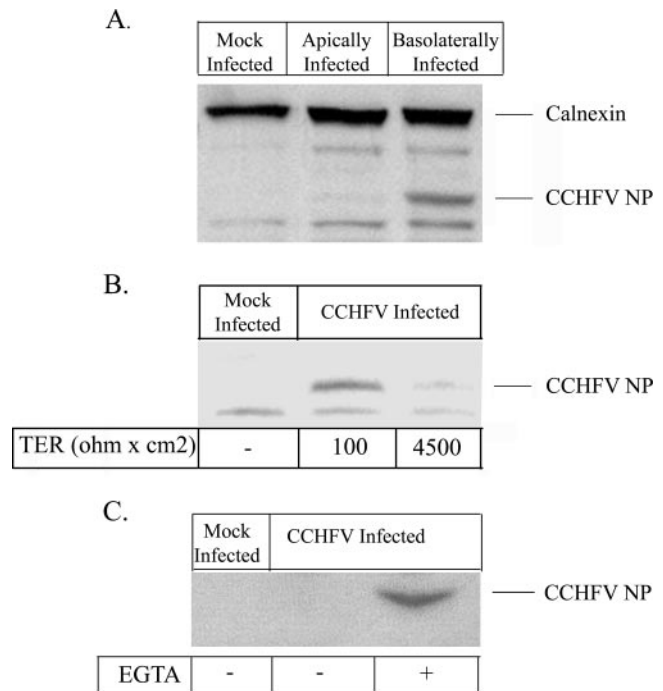 A.
Mock Infected
Apically Infected
Basolaterally Infected
Calnexin
CCHFV NP
B.
Mock Infected
CCHFV Infected
CCHFV NP
TER (ohm x cm2)
-
100
4500
C.
Mock Infected
CCHFV Infected
CCHFV NP
EGTA
-
-
+